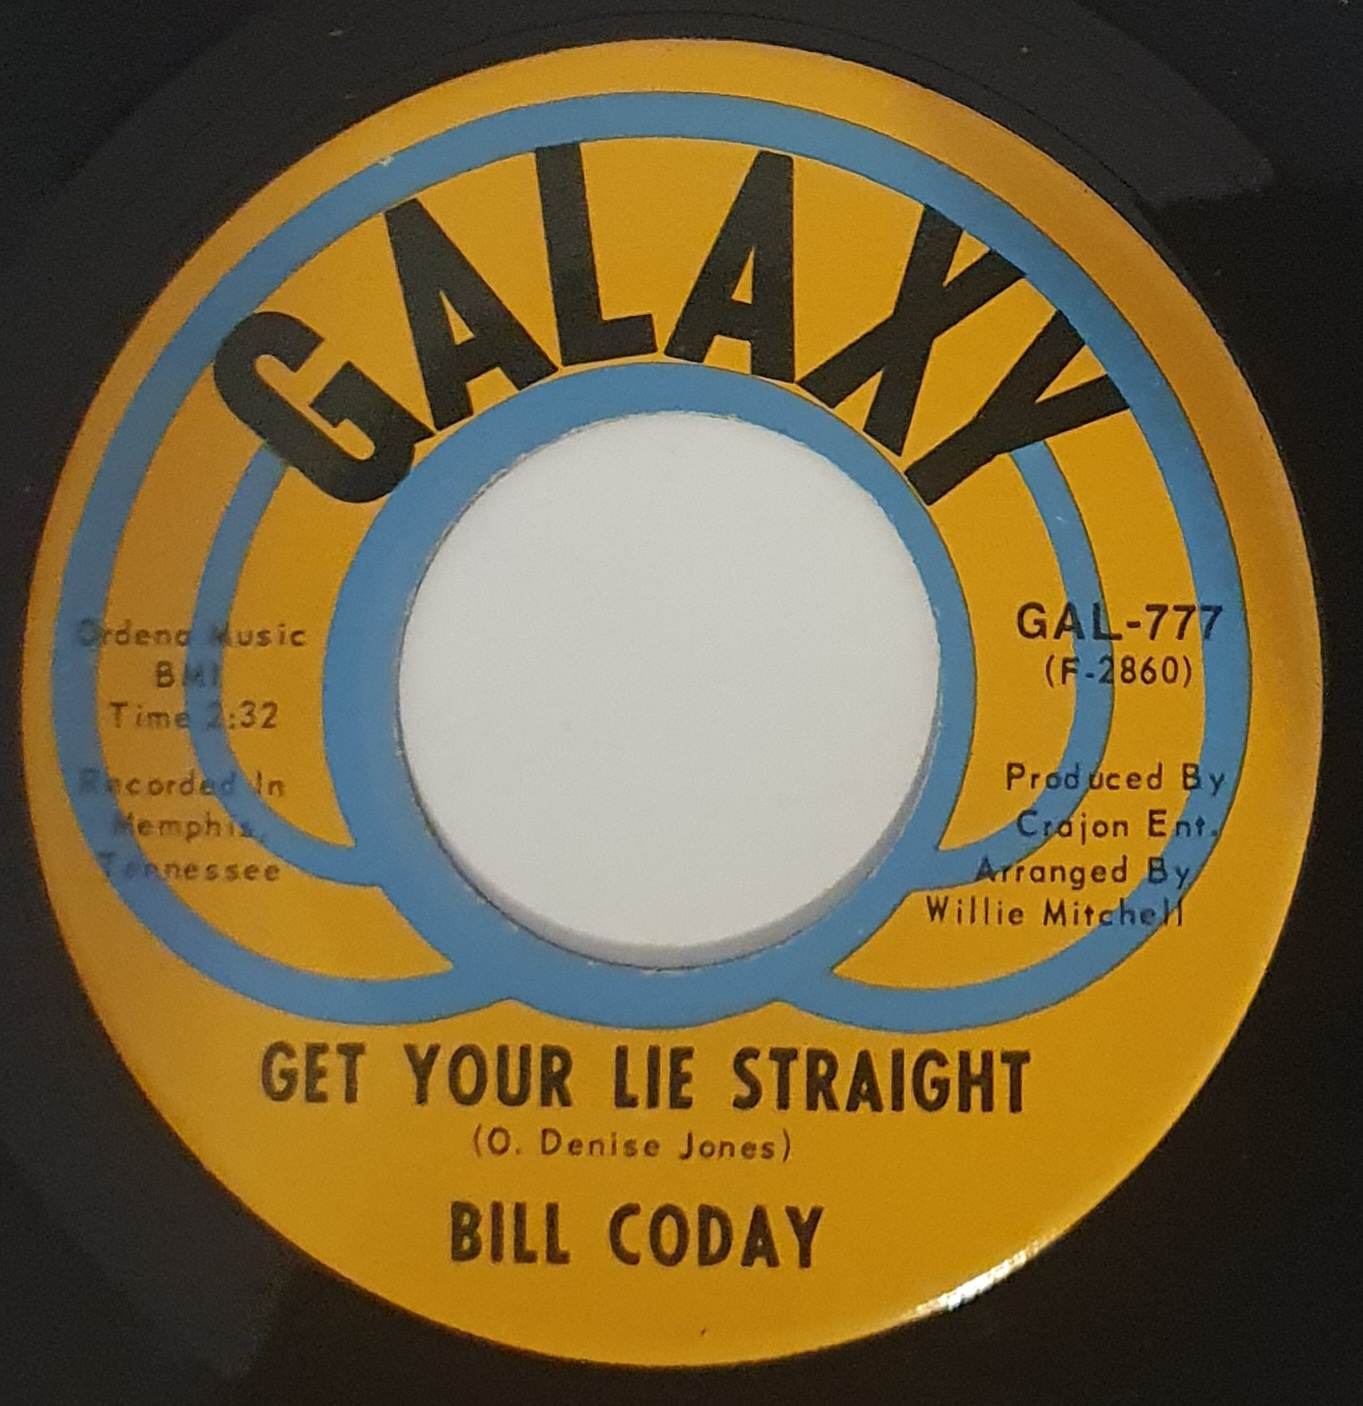 GALAXY
Ordena Music
BMI
Time 2:32
Recorded In
Memphis,
Tennessee
GAL-777
(F-2860)
Produced By
Crajon Ent.
Arranged By
Willie Mitchell
GET YOUR LIE STRAIGHT
(O. Denise Jones)
BILL CODAY